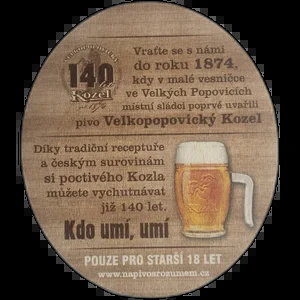 140
Kozel
Vraťte se s námi
do roku 1874,
kdy v malé vesničce
ve Velkých Popovicích
místní sládci poprvé uvařili
pivo Velkopopovický Kozel
Díky tradiční receptuře
a českým surovinám
si poctivého Kozla
můžete vychutnávat
již 140 let.
Kdo umí, umí
POUZE PRO STARŠÍ 18 LET
www.napivosrozumem.cz